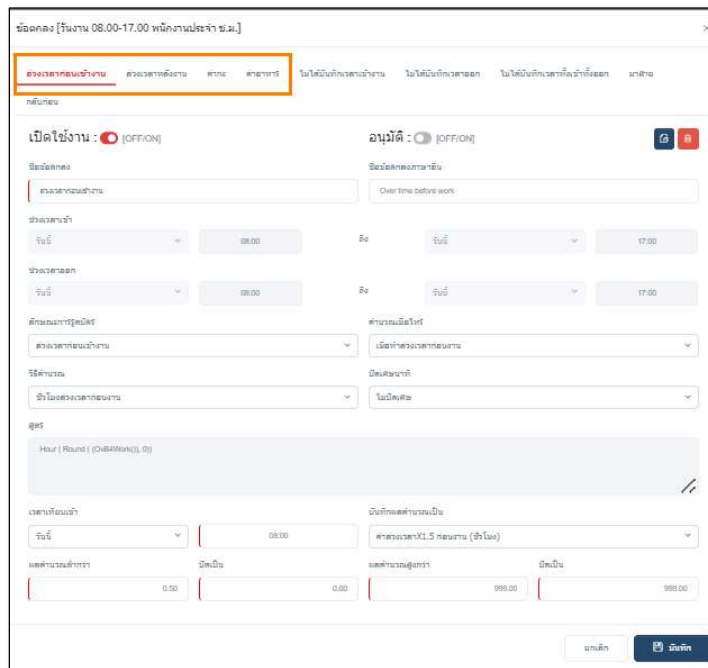 ข้อตกลง [วันงาน 08.00-17.00 พนักงานประจำ ช.ม.]
ล่วงเวลาก่อนเข้างาน ล่วงเวลาหลังงาน ค่ากะ ค่าอาหาร ไม่ได้บันทึกเวลาเข้างาน ไม่ได้บันทึกเวลาออก ไม่ได้บันทึกเวลาทั้งเข้าทั้งออก มาสาย
กลับก่อน
เปิดใช้งาน : [OFF/ON] อนุมัติ : [OFF/ON]
ชื่อข้อตกลง ชื่อข้อตกลงภาษาอื่น
ล่วงเวลาก่อนเข้างาน Over time before work
ช่วงเวลาเข้า
วันนี้ 08:00 ถึง วันนี้ 17:00
ช่วงเวลาออก
วันนี้ 08:00 ถึง วันนี้ 17:00
ลักษณะการรูดบัตร คำนวณเมื่อไหร่
ล่วงเวลาก่อนเข้างาน เมื่อทำล่วงเวลาก่อนงาน
วิธีคำนวณ ปัดเศษนาที
ชั่วโมงล่วงเวลาก่อนงาน ไม่ปัดเศษ
สูตร
Hour ( Round ( (OvB4Work()), 0))
เวลาเทียบเข้า บันทึกผลคำนวณเป็น
วันนี้ 08:00 ค่าล่วงเวลาX1.5 ก่อนงาน (ชั่วโมง)
ผลคำนวณต่ำกว่า ปัดเป็น ผลคำนวณสูงกว่า ปัดเป็น
0.50 0.00 999.00 999.00
ยกเลิก บันทึก